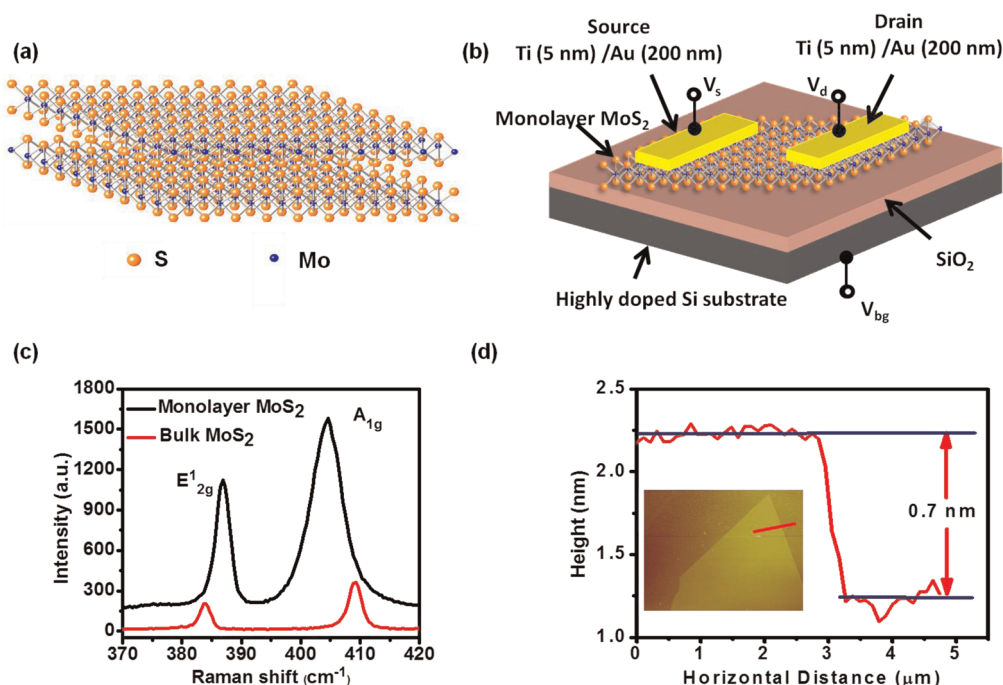 (a)
S
Mo
(b)
Source
Ti (5 nm) /Au (200 nm)
Drain
Ti (5 nm) /Au (200 nm)
Vs
Vd
Monolayer MoS2
SiO2
Highly doped Si substrate
Vbg
(c)
Intensity (a.u.)
1800
1500
1200
900
600
300
0
Monolayer MoS2
Bulk MoS2
E12g
A1g
370
380
390
400
410
420
Raman shift (cm-1)
(d)
Height (nm)
2.5
2.0
1.5
1.0
0.7 nm
0
1
2
3
4
5
Horizontal Distance (μm)